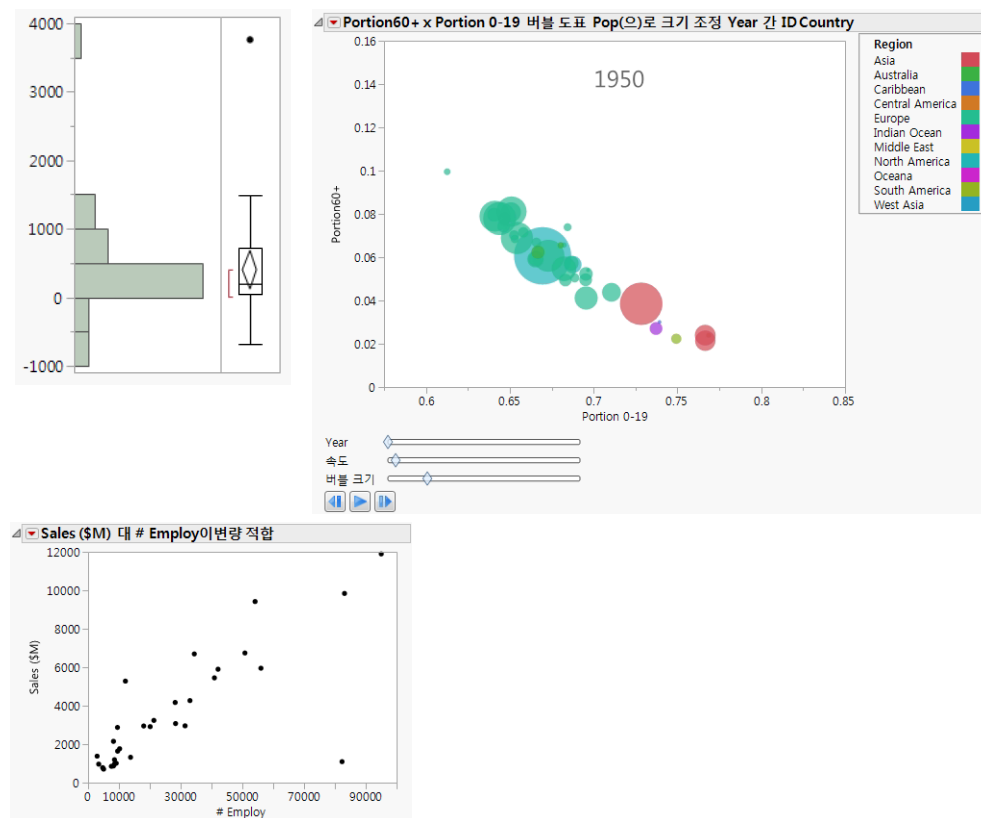 4000
3000
2000
1000
0
-1000
Portion60+ x Portion 0-19 버블 도표 Pop(으)로 크기 조정 Year 간 ID Country
0.16
0.14
0.12
0.1
0.08
0.06
0.04
0.02
0
Portion60+
1950
0.6 0.65 0.7 0.75 0.8 0.85
Portion 0-19
Region
Asia
Australia
Caribbean
Central America
Europe
Indian Ocean
Middle East
North America
Oceana
South America
West Asia
Year
속도
버블 크기
Sales ($M) 대 # Employ이변량 적합
12000
10000
8000
6000
4000
2000
0
Sales ($M)
0 10000 30000 50000 70000 90000
# Employ